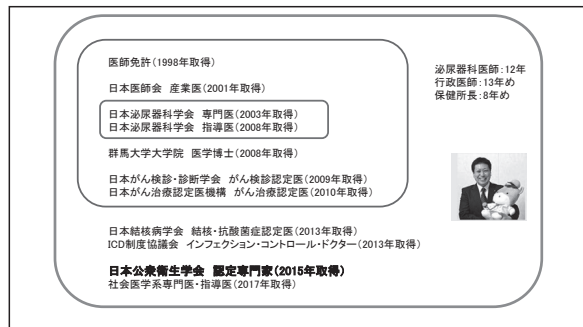 医師免許(1998年取得)
日本医師会 産業医(2001年取得)
日本泌尿器科学会 専門医(2003年取得)
日本泌尿器科学会 指導医(2008年取得)
群馬大学大学院 医学博士(2008年取得)
日本がん検診・診断学会 がん検診認定医(2009年取得)
日本がん治療認定医機構 がん治療認定医(2010年取得)
日本結核病学会 結核・抗酸菌症認定医(2013年取得)
ICD制度協議会 インフェクション・コントロール・ドクター(2013年取得)
日本公衆衛生学会 認定専門家(2015年取得)
社会医学系専門医・指導医(2017年取得)
泌尿器科医師:12年
行政医師:13年め
保健所長:8年め